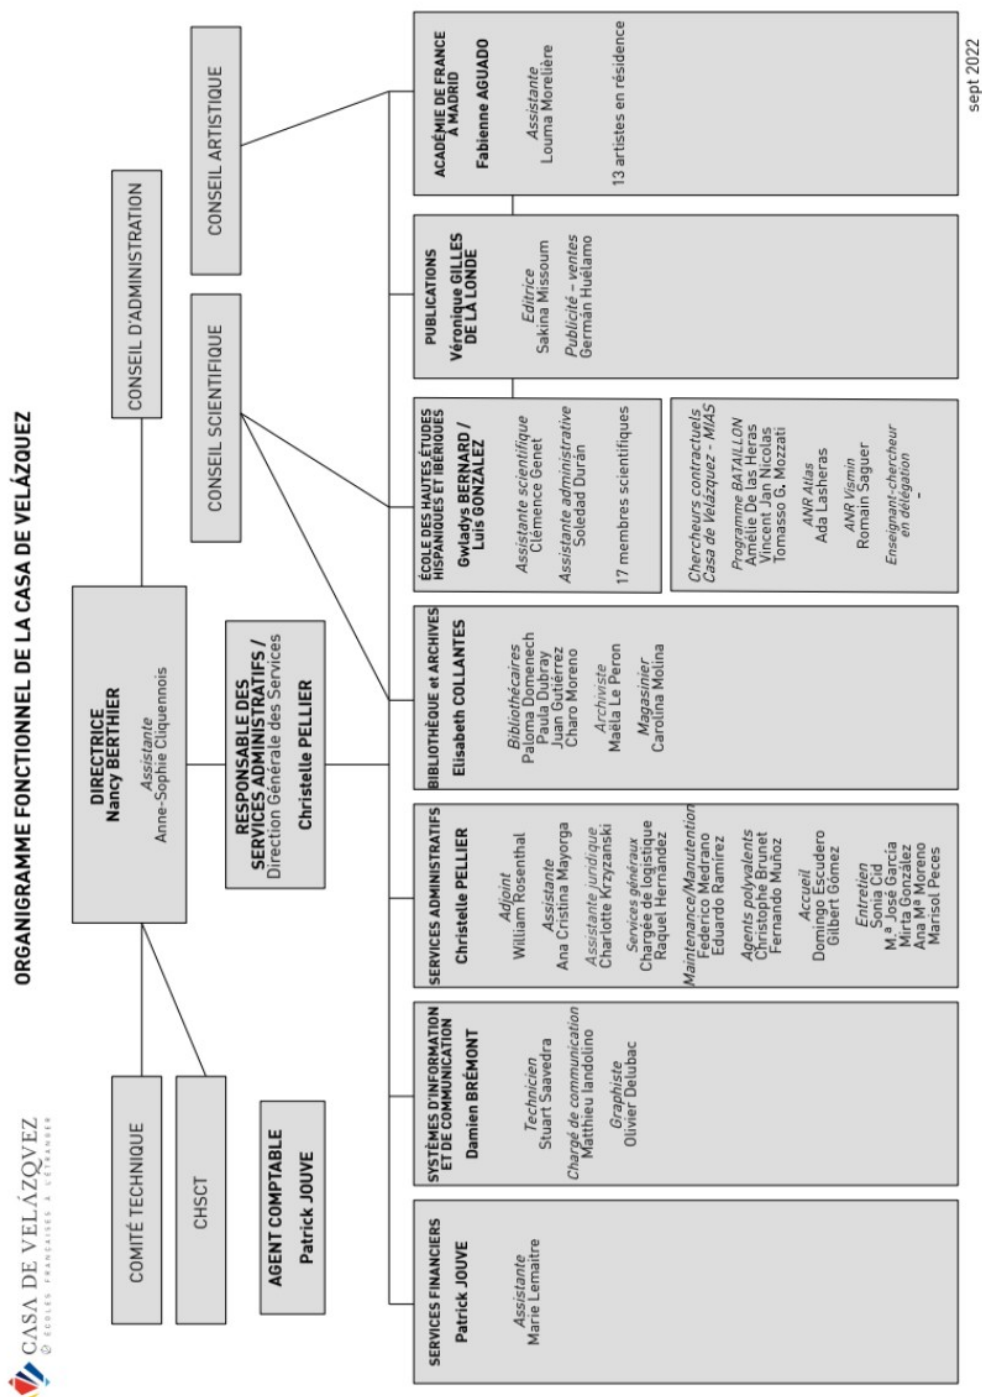 CASA DE VELÁZQVEZ
ÉCOLES FRANÇAISES À L'ÉTRANGER
ORGANIGRAMME FONCTIONNEL DE LA CASA DE VELÁZQUEZ
COMITÉ TECHNIQUE
CHSCT
AGENT COMPTABLE
Patrick JOUVE
DIRECTRICE
Nancy BERTHIER
Assistante
Anne-Sophie Cliquennois
RESPONSABLE DES
SERVICES ADMINISTRATIFS /
Direction Générale des Services
Christelle PELLIER
CONSEIL D'ADMINISTRATION
CONSEIL SCIENTIFIQUE
CONSEIL ARTISTIQUE
SERVICES FINANCIERS
Patrick JOUVE
Assistante
Marie Lemaitre
SYSTÈMES D'INFORMATION
ET DE COMMUNICATION
Damien BRÉMONT
Technicien
Stuart Saavedra
Chargé de communication
Matthieu Iandolino
Graphiste
Olivier Delubac
SERVICES ADMINISTRATIFS
Christelle PELLIER
Adjoint
William Rosenthal
Assistante
Ana Cristina Mayorga
Assistante juridique
Charlotte Krzyzanski
Services généraux
Chargée de logistique
Raquel Hernández
Maintenance/Manutention
Federico Medrano
Eduardo Ramírez
Agents polyvalents
Christophe Brunet
Fernando Muñoz
Accueil
Domingo Escudero
Gilbert Gómez
Entretien
Sonia Cid
M.ª José García
Mirta González
Ana Mª Moreno
Marisol Peces
BIBLIOTHÈQUE et ARCHIVES
Elisabeth COLLANTES
Bibliothécaires
Paloma Domenech
Paula Dubray
Juan Gutiérrez
Charo Moreno
Archiviste
Maëla Le Peron
Magasinier
Carolina Molina
ÉCOLE DES HAUTES ÉTUDES
HISPANIQUES ET IBÉRIQUES
Gwladys BERNARD /
Luis GONZÁLEZ
Assistante scientifique
Clémence Genet
Assistante administrative
Soledad Durán
17 membres scientifiques
Chercheurs contractuels
Casa de Velázquez - MIAS
Programme BATAILLON
Amélie De las Heras
Vincent Jan Nicolas
Tomasso G. Mozzati
ANR Atlas
Ada Lasheras
ANR Vismin
Romain Saguer
Enseignant-chercheur
en délégation
-
PUBLICATIONS
Véronique GILLES
DE LA LONDE
Editrice
Sakina Missoum
Publicité – ventes
Germán Huélamo
ACADÉMIE DE FRANCE
À MADRID
Fabienne AGUADO
Assistante
Louma Morelière
13 artistes en résidence
sept 2022